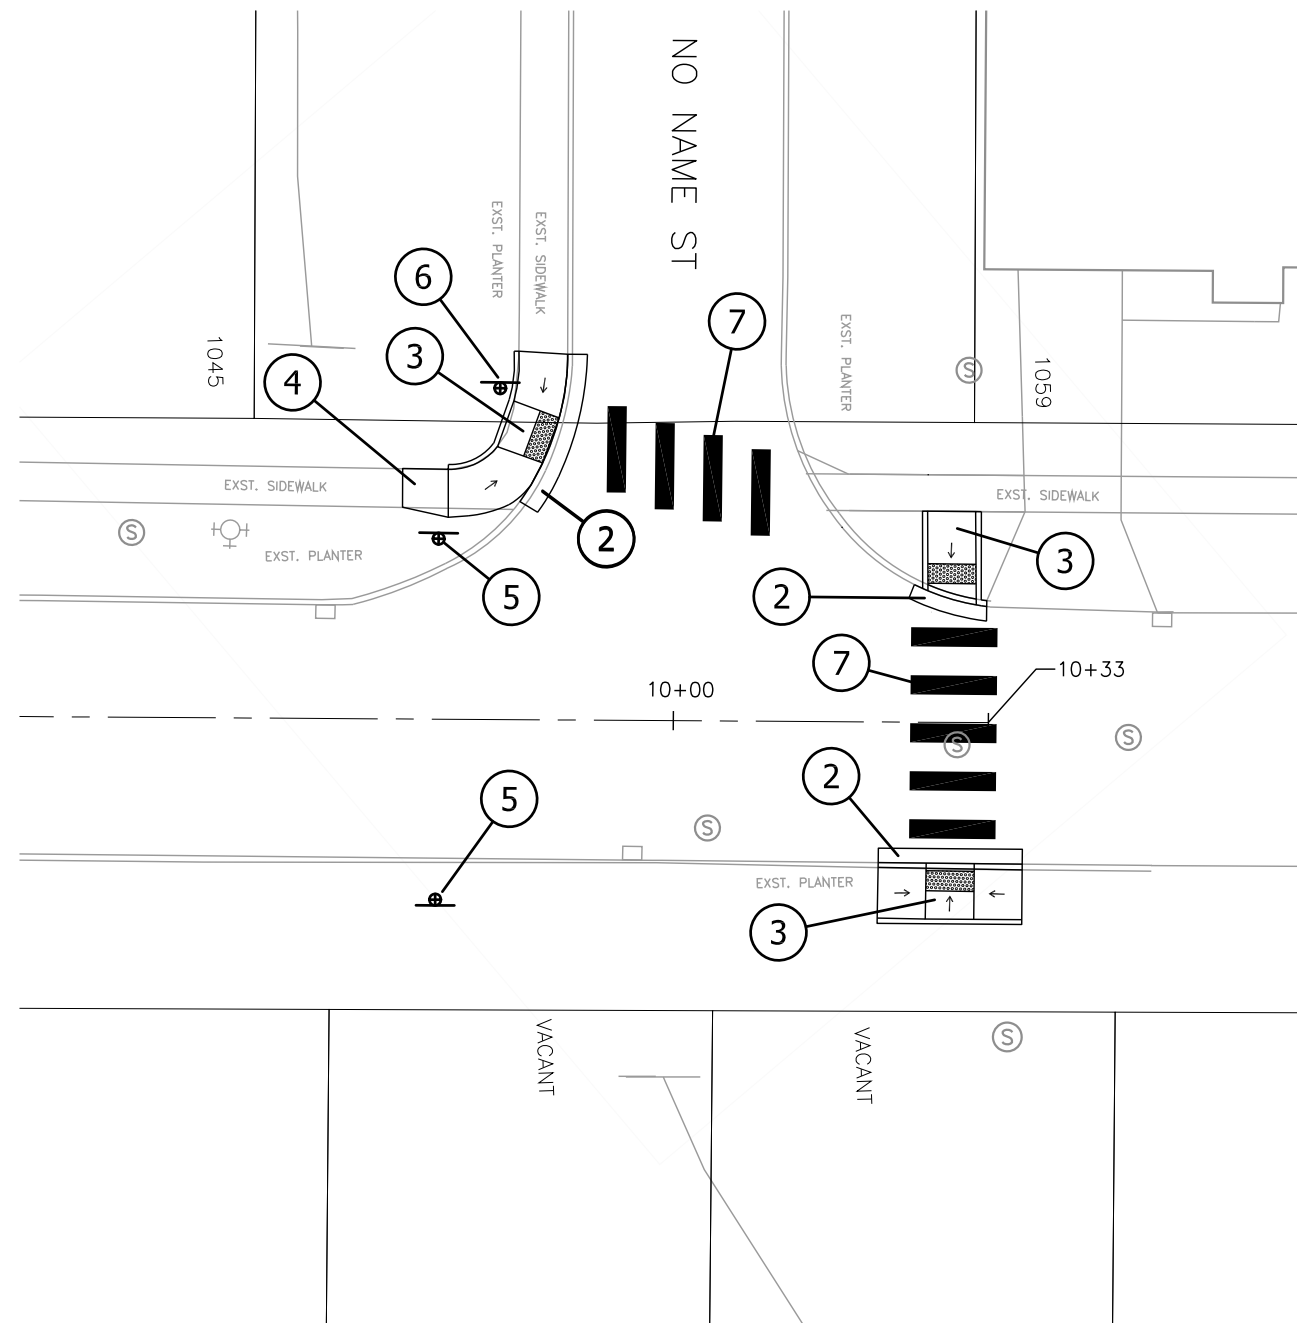 NO NAME ST
EXST. PLANTER
EXST. SIDEWALK
6
7
3
EXST. PLANTER
1045
4
S
1059
EXST. SIDEWALK
EXST. SIDEWALK
S
2
EXST. PLANTER
3
5
2
7
10+33
10+00
S
S
2
5
S
EXST. PLANTER
3
VACANT
VACANT
S